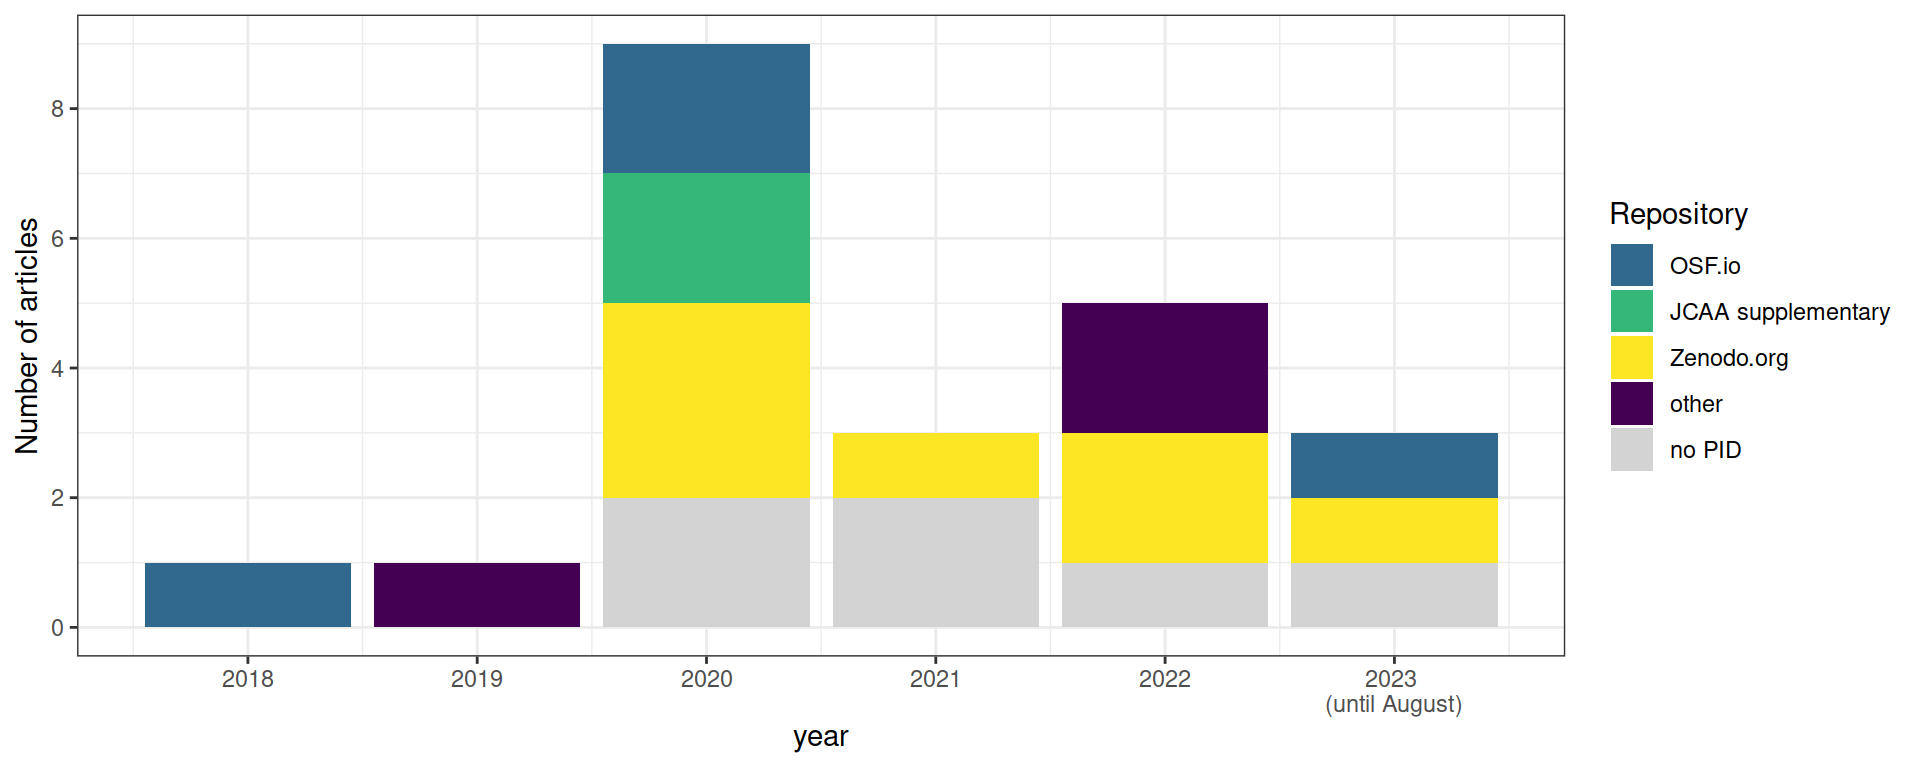 Number of articles
8
6
4
2
0
2018
2019
2020
2021
2022
2023
(until August)
year
Repository
OSF.io
JCAA supplementary
Zenodo.org
other
no PID